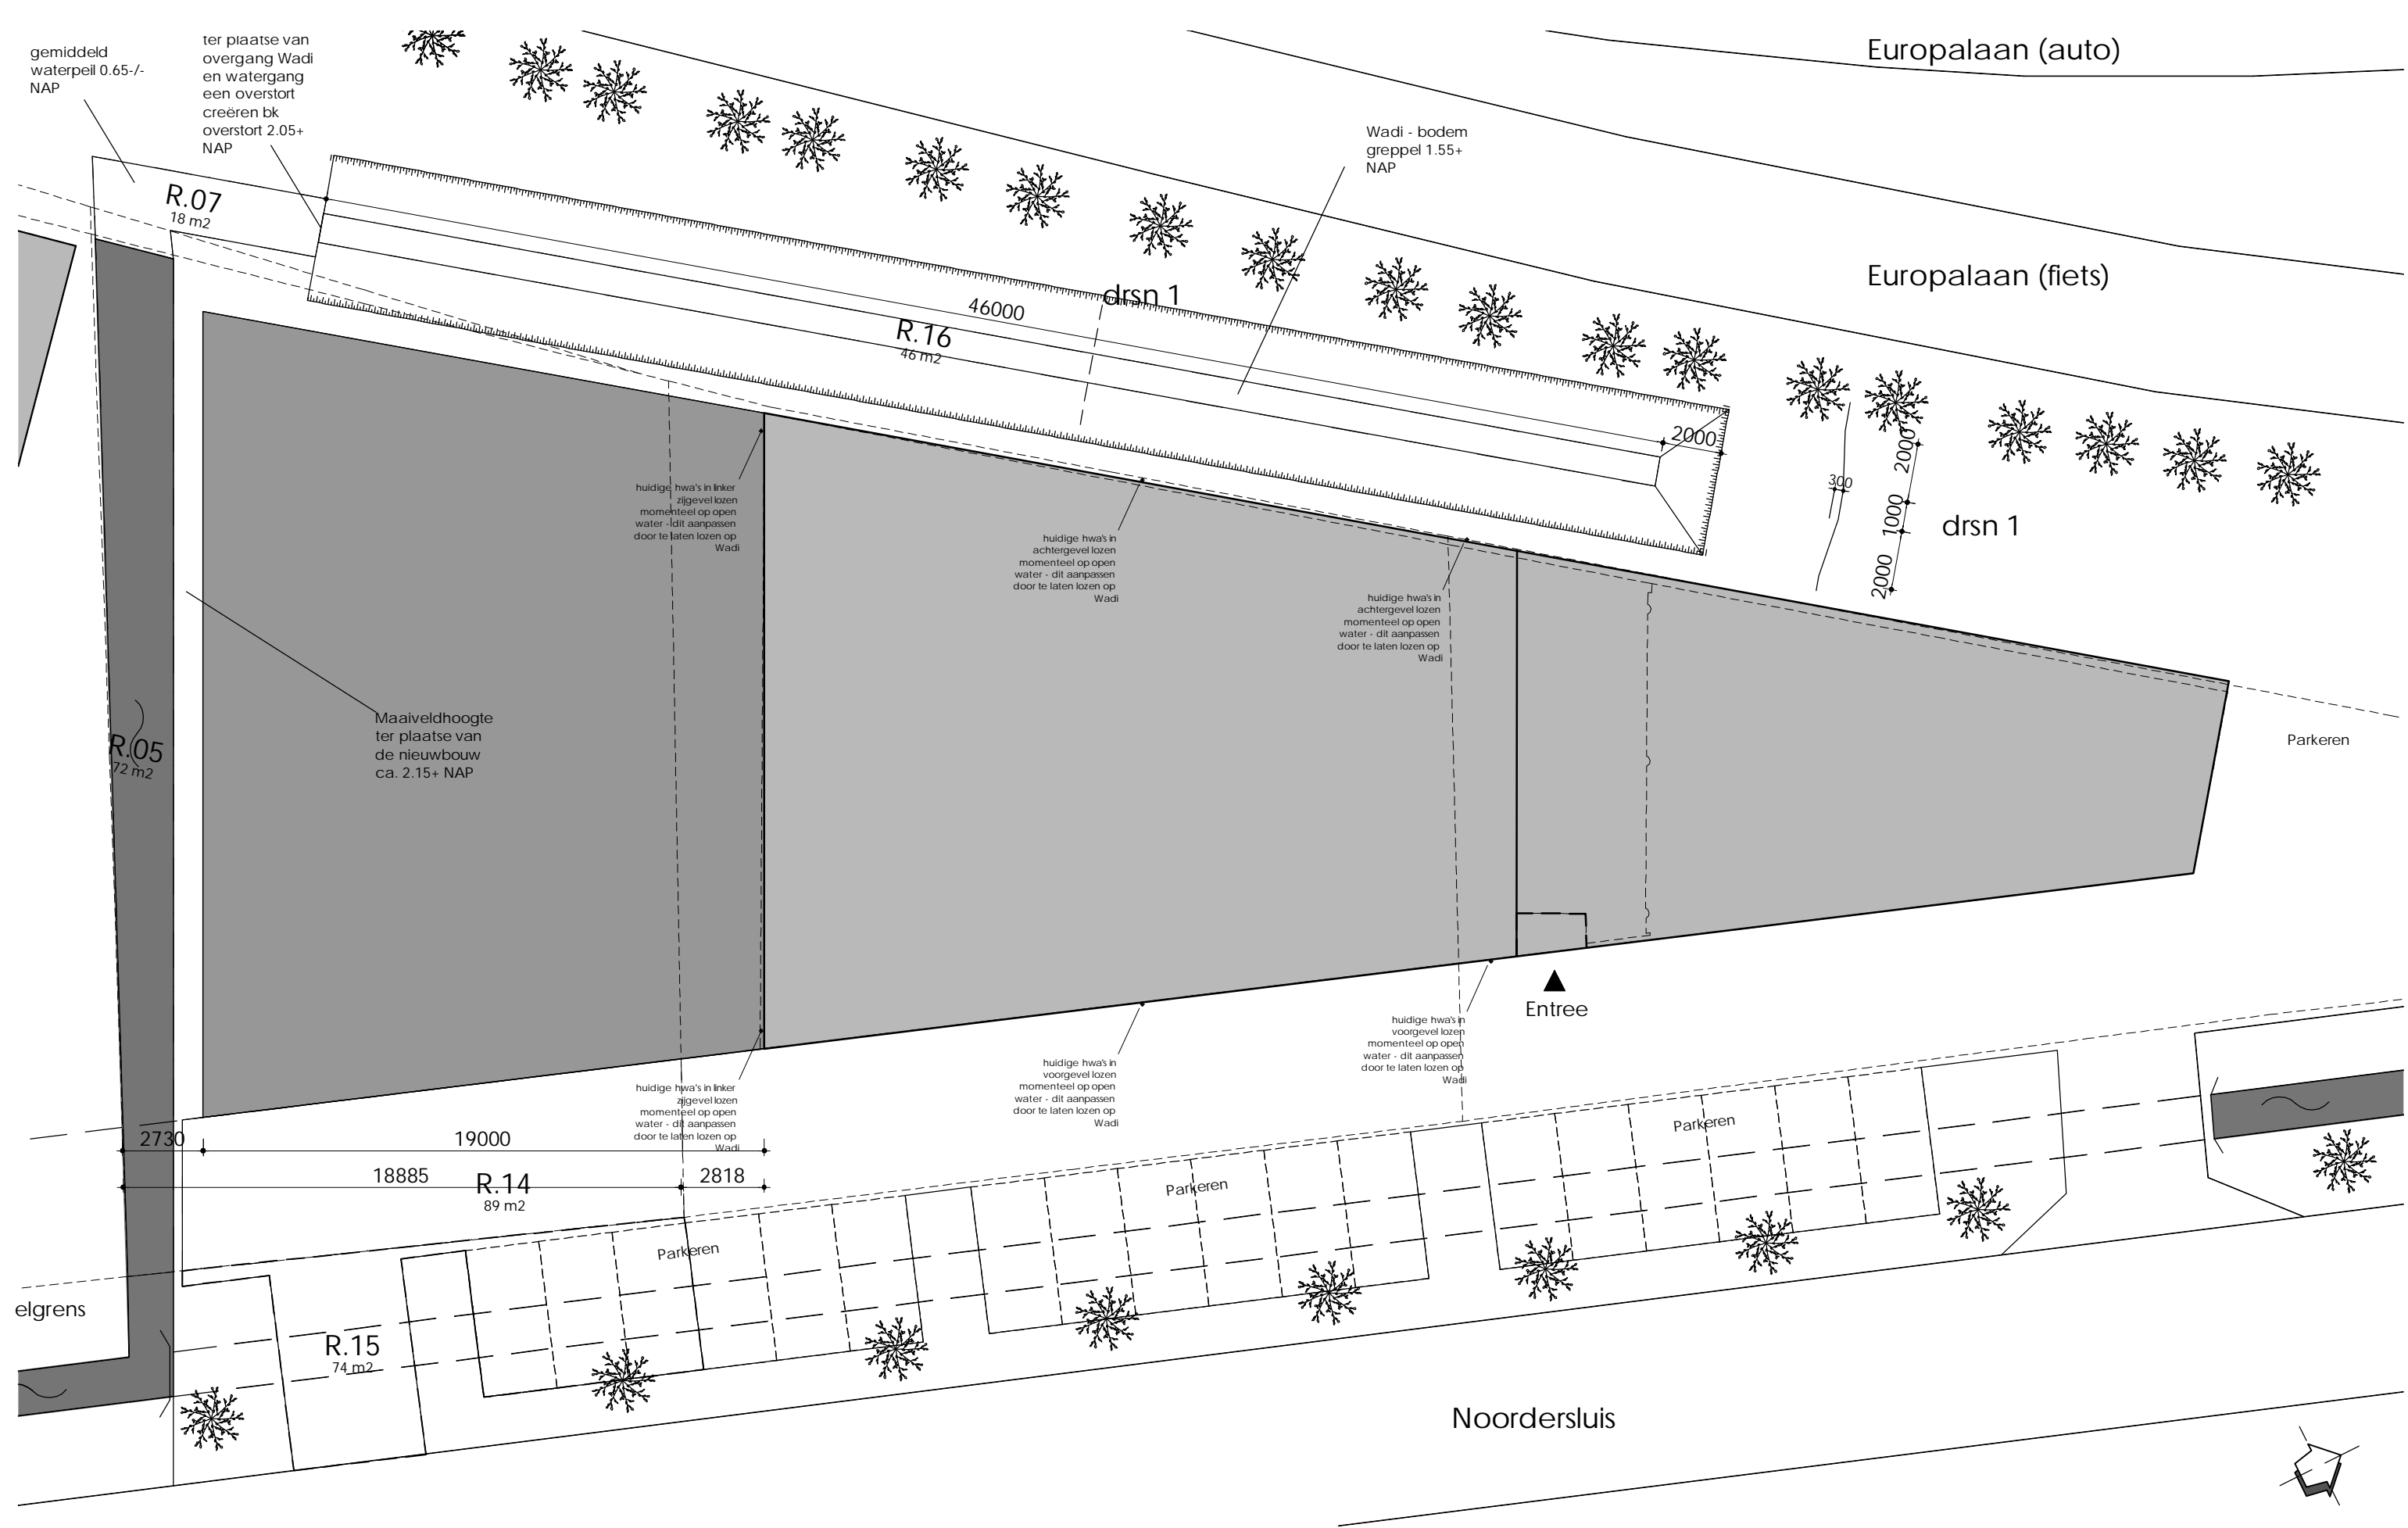 Europalaan (auto)
gemiddeld
waterpeil 0.65-/-
NAP
ter plaatse van
overgang Wadi
en watergang
een overstort
creëren bk
overstort 2.05+
NAP
Wadi - bodem
greppel 1.55+
NAP
R.07
18 m2
Europalaan (fiets)
drsn 1
46000
R.16
46 m2
2000
2000
300
1000
2000
drsn 1
huidige hwa's in linker
zijgevel lozen
momenteel op open
water - dit aanpassen
door te laten lozen op
Wadi
huidige hwa's in
achtergevel lozen
momenteel op open
water - dit aanpassen
door te laten lozen op
Wadi
huidige hwa's in
achtergevel lozen
momenteel op open
water - dit aanpassen
door te laten lozen op
Wadi
Maaiveldhoogte
ter plaatse van
de nieuwbouw
ca. 2.15+ NAP
R.05
72 m2
Parkeren
Entree
huidige hwa's in
voorgevel lozen
momenteel op open
water - dit aanpassen
door te laten lozen op
Wadi
huidige hwa's in
voorgevel lozen
momenteel op open
water - dit aanpassen
door te laten lozen op
Wadi
huidige hwa's in linker
zijgevel lozen
momenteel op open
water - dit aanpassen
door te laten lozen op
Wadi
2730
19000
18885
R.14
89 m2
2818
Parkeren
Parkeren
Parkeren
elgrens
R.15
74 m2
Noordersluis